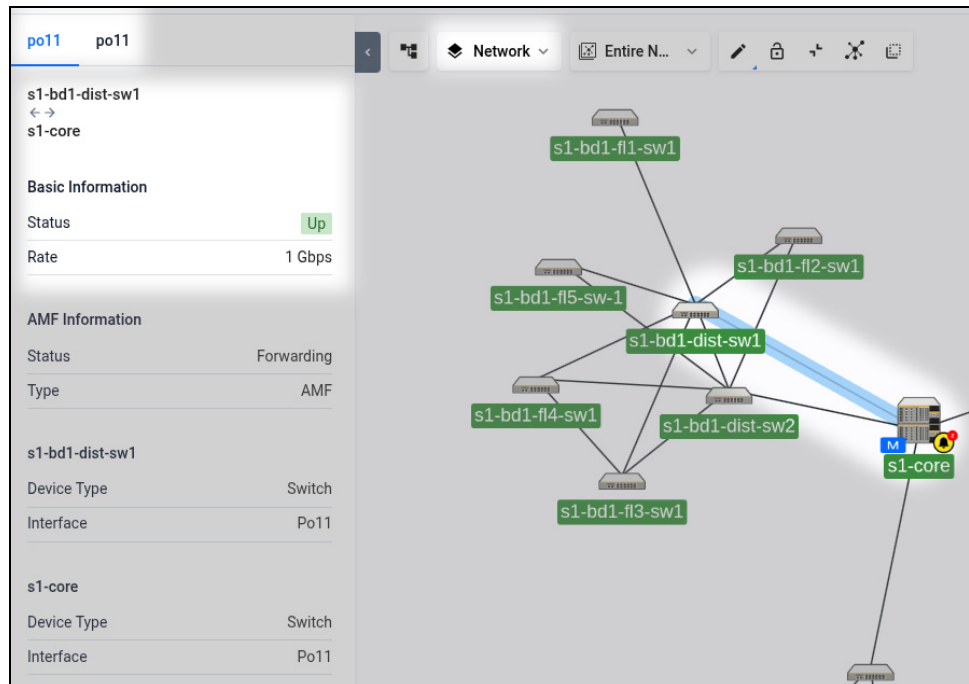 po11 po11
s1-bd1-dist-sw1
s1-core
Basic Information
Status Up
Rate 1 Gbps
AMF Information
Status Forwarding
Type AMF
s1-bd1-dist-sw1
Device Type Switch
Interface Po11
s1-core
Device Type Switch
Interface Po11
Network
Entire N...
s1-bd1-fl1-sw1
s1-bd1-fl2-sw1
s1-bd1-fl5-sw-1
s1-bd1-dist-sw1
s1-bd1-fl4-sw1
s1-bd1-dist-sw2
M
s1-core
s1-bd1-fl3-sw1